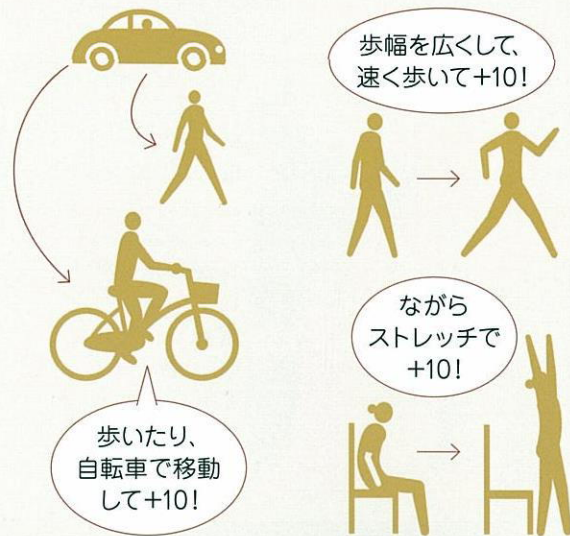 歩幅を広くして、
速く歩いて+10!
ながら
ストレッチで
+10!
歩いたり、
自転車で移動
して+10!